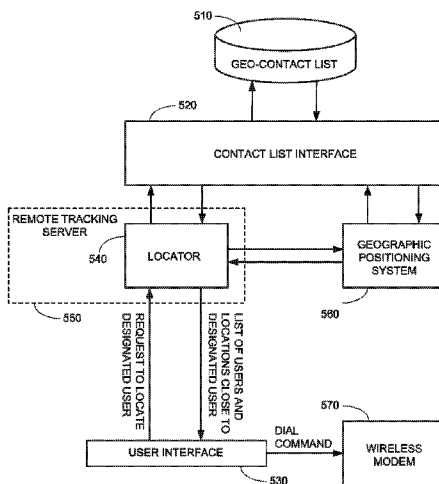 510
GEO-CONTACT LIST
520
CONTACT LIST INTERFACE
REMOTE TRACKING
SERVER
540
LOCATOR
GEOGRAPHIC
POSITIONING
SYSTEM
550
560
REQUEST TO LOCATE
DESIGNATED USER
LIST OF USERS AND
LOCATIONS CLOSE TO
DESIGNATED USER
570
DIAL
COMMAND
USER INTERFACE
WIRELESS
MODEM
530